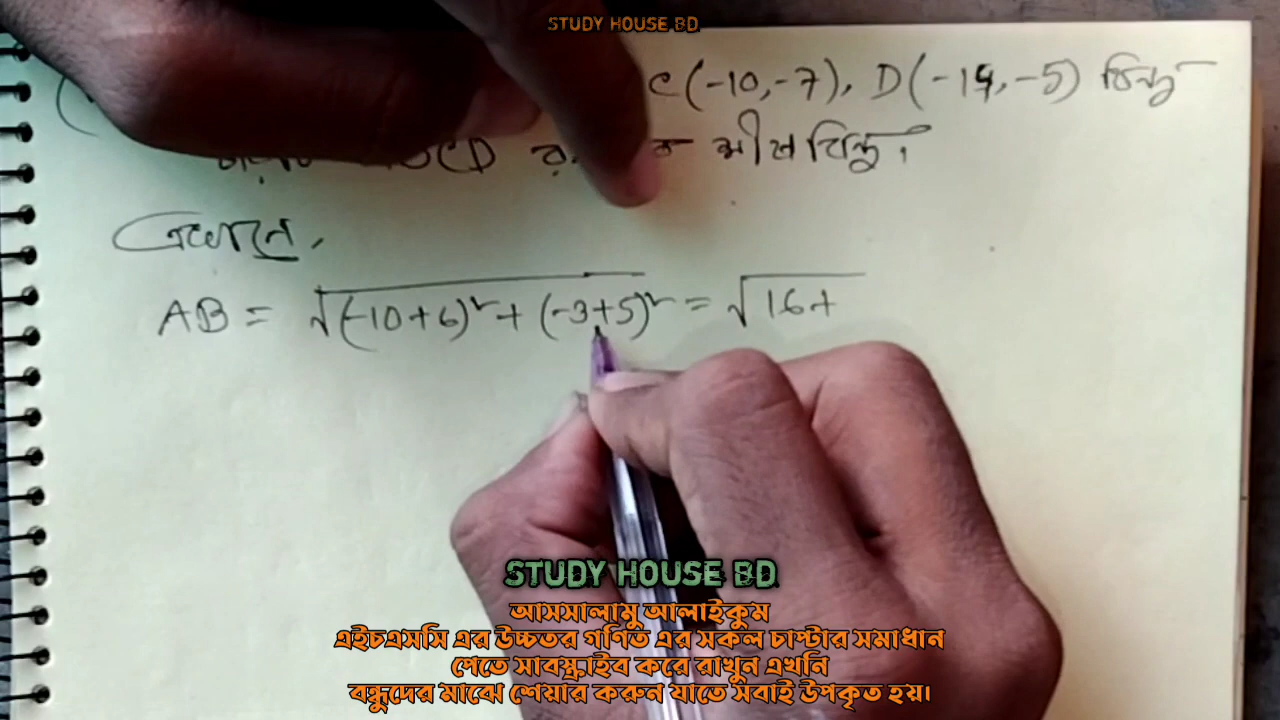 STUDY HOUSE BD
( C(-10,-7), D(-14,-5) বিন্দু
CD শীর্ষবিন্দু।
এখানে,
AB = √(-10+6)² + (-3+5)² = √16+
STUDY HOUSE BD
আসসালামু আলাইকুম
এইচএসসি এর উচ্চতর গণিত এর সকল চাপ্টার সমাধান
পেতে সাবস্ক্রাইব করে রাখুন এখনি
বন্ধুদের মাঝে শেয়ার করুন যাতে সবাই উপকৃত হয়।